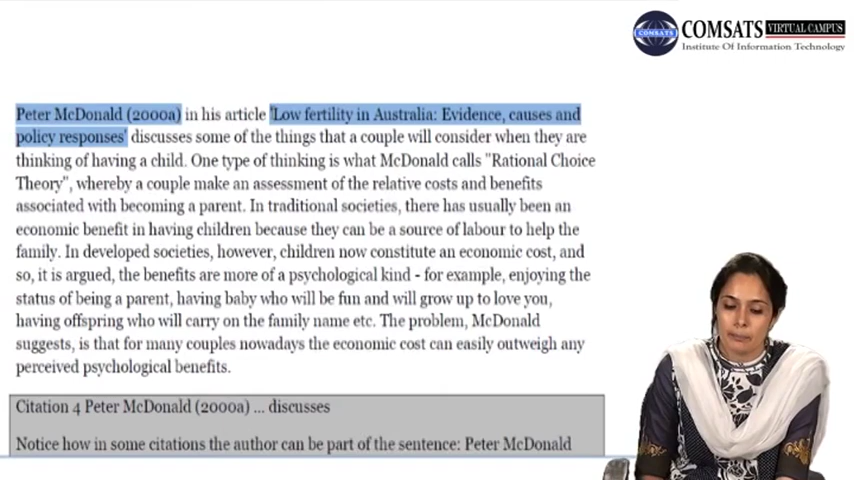 COMSATS VIRTUAL CAMPUS
COMSATS
Institute Of Information Technology
Peter McDonald (2000a) in his article 'Low fertility in Australia: Evidence, causes and
policy responses' discusses some of the things that a couple will consider when they are
thinking of having a child. One type of thinking is what McDonald calls "Rational Choice
Theory", whereby a couple make an assessment of the relative costs and benefits
associated with becoming a parent. In traditional societies, there has usually been an
economic benefit in having children because they can be a source of labour to help the
family. In developed societies, however, children now constitute an economic cost, and
so, it is argued, the benefits are more of a psychological kind - for example, enjoying the
status of being a parent, having baby who will be fun and will grow up to love you,
having offspring who will carry on the family name etc. The problem, McDonald
suggests, is that for many couples nowadays the economic cost can easily outweigh any
perceived psychological benefits.
Citation 4 Peter McDonald (2000a) ... discusses
Notice how in some citations the author can be part of the sentence: Peter McDonald